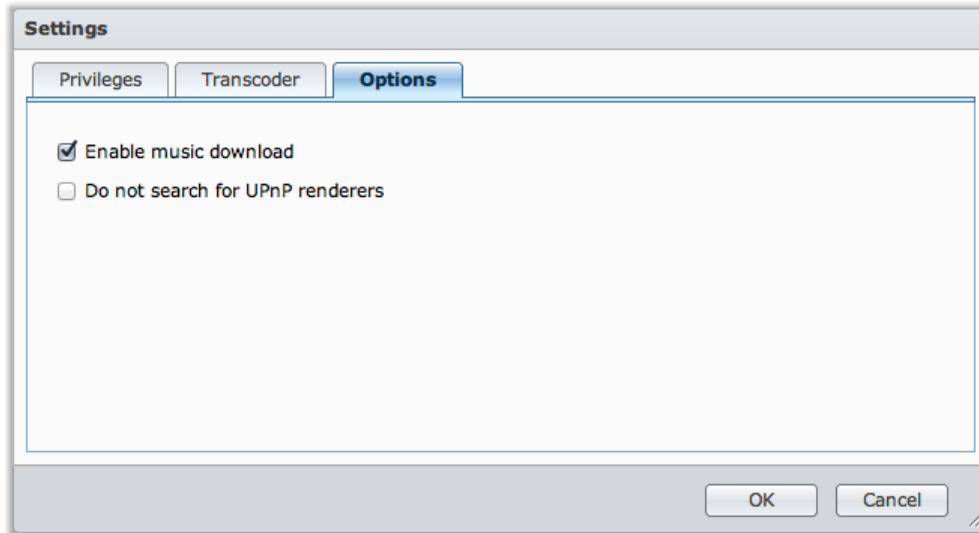 Settings
Privileges Transcoder Options
Enable music download
Do not search for UPnP renderers
OK Cancel